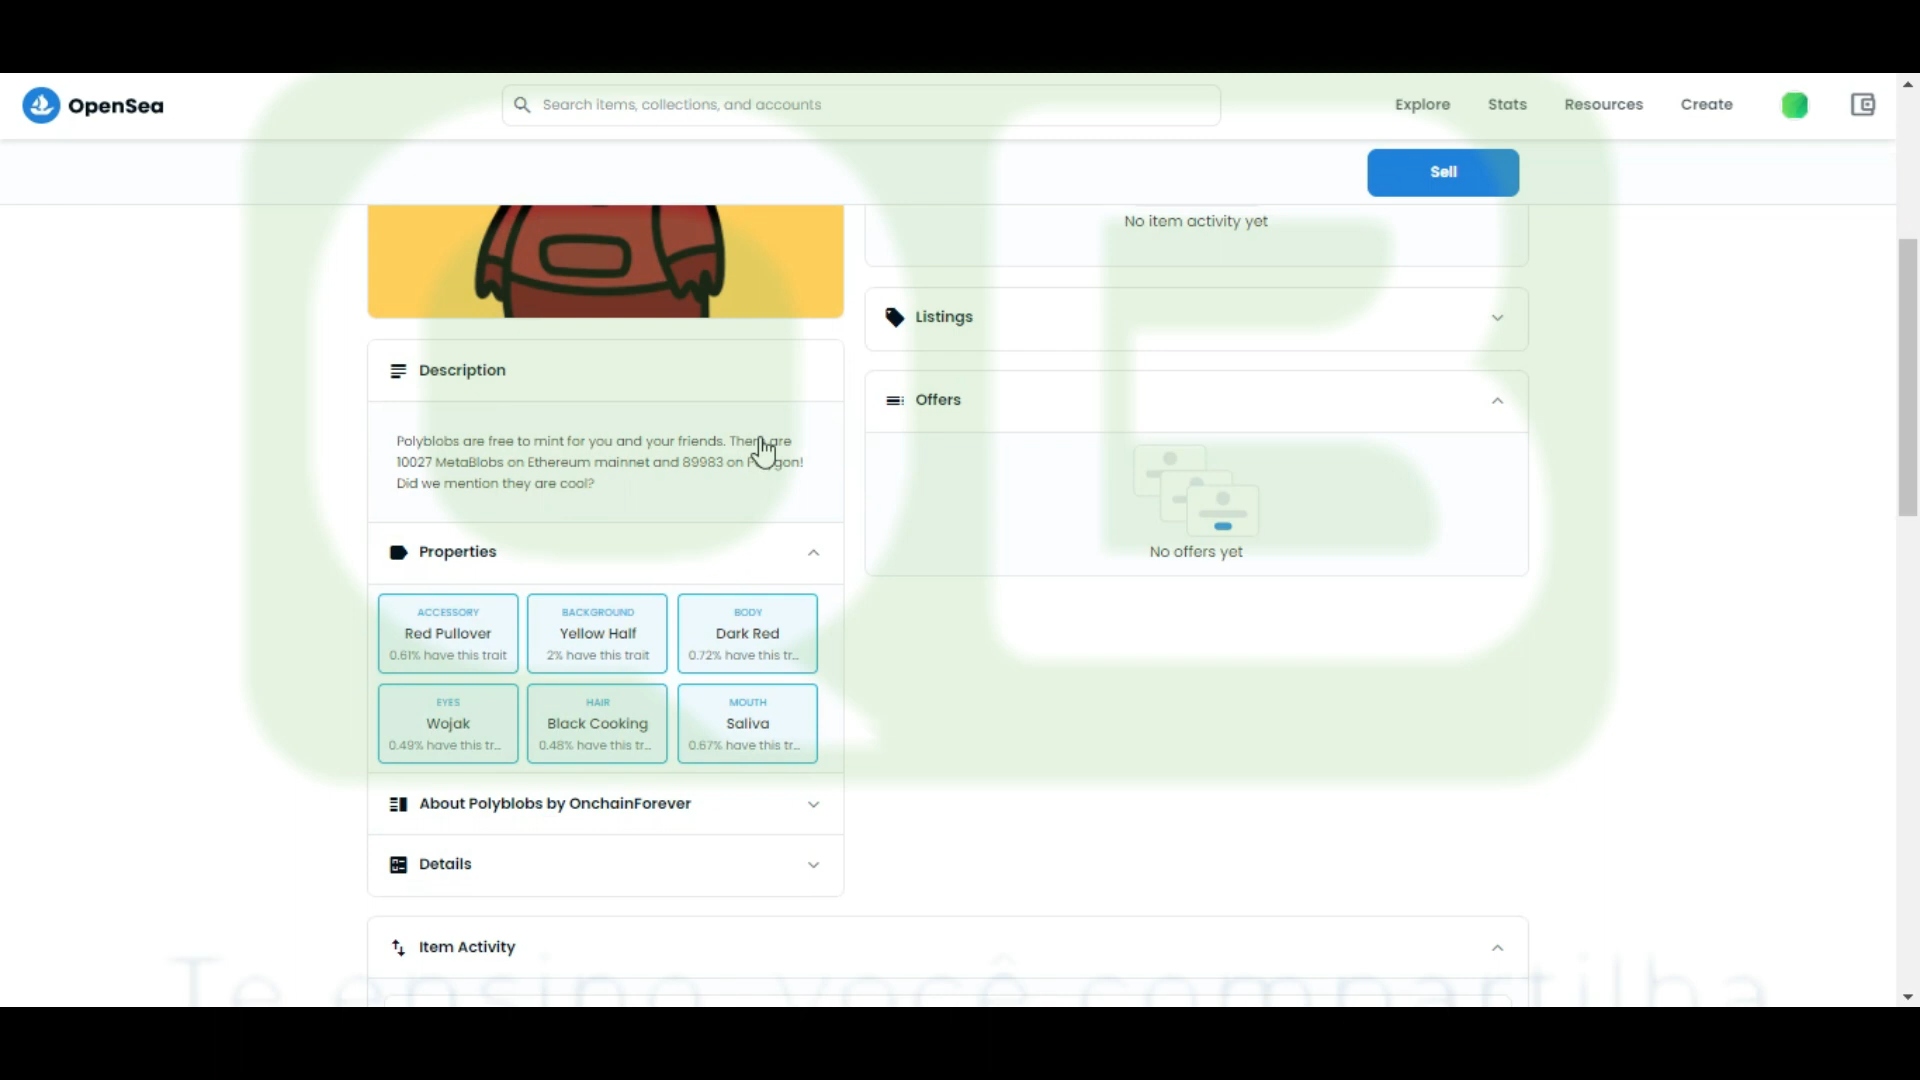 OpenSea
Search items, collections, and accounts
Explore
Stats
Resources
Create
Sell
No item activity yet
Listings
Offers
No offers yet
Description
Polyblobs are free to mint for you and your friends. There are
10027 MetaBlobs on Ethereum mainnet and 89983 on Polygon!
Did we mention they are cool?
Properties
ACCESSORY
Red Pullover
0.61% have this trait
BACKGROUND
Yellow Half
2% have this trait
BODY
Dark Red
0.72% have this tr...
EYES
Wojak
0.49% have this tr...
HAIR
Black Cooking
0.48% have this tr...
MOUTH
Saliva
0.67% have this tr...
About Polyblobs by OnchainForever
Details
Item Activity
Te ensino você compartilha